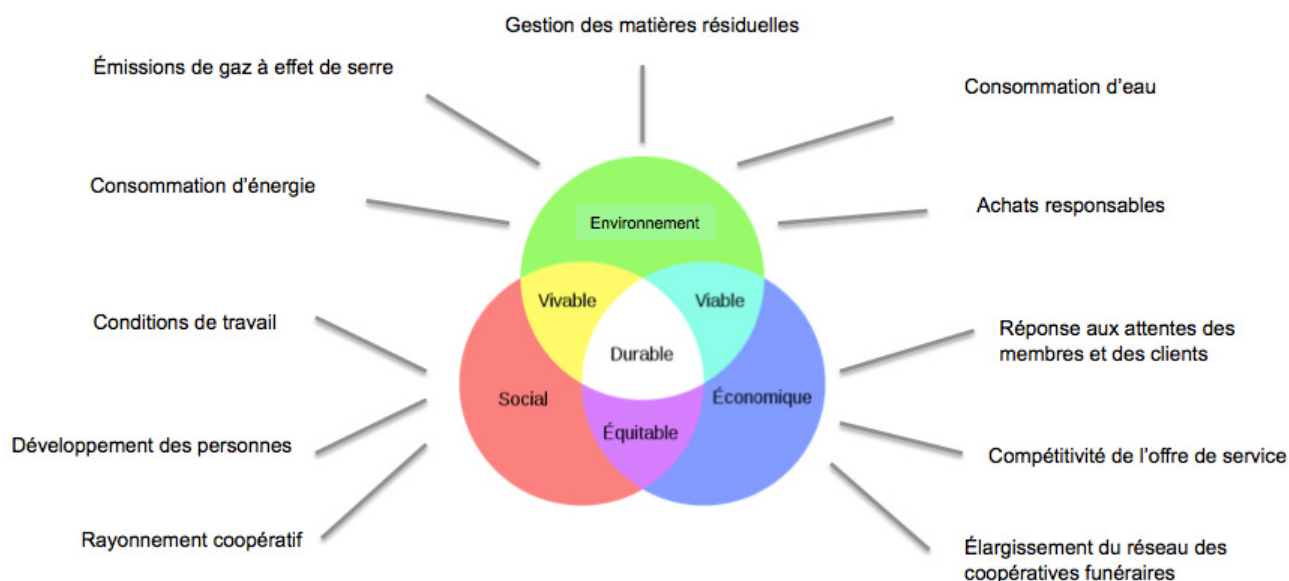 Gestion des matières résiduelles
Émissions de gaz à effet de serre
Consommation d'eau
Consommation d'énergie
Achats responsables
Environnement
Vivable
Viable
Conditions de travail
Réponse aux attentes des
membres et des clients
Durable
Social
Économique
Équitable
Développement des personnes
Compétitivité de l'offre de service
Rayonnement coopératif
Élargissement du réseau des
coopératives funéraires